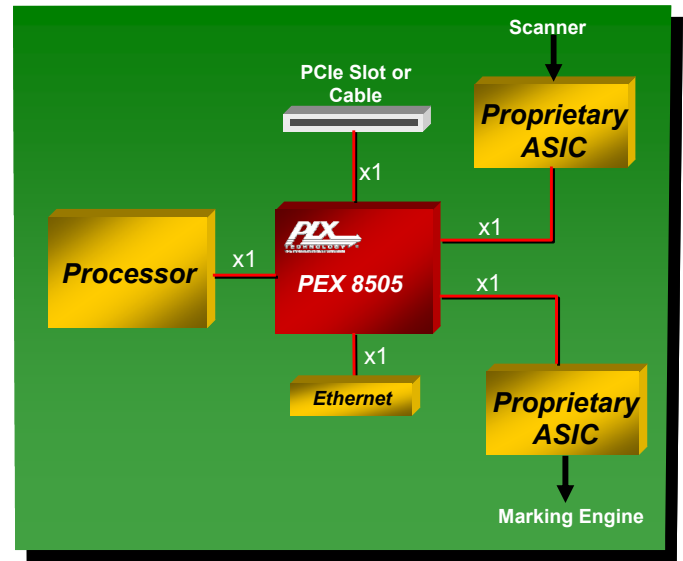 Scanner
PCIe Slot or
Cable
Proprietary
ASIC
x1
PLX
TECHNOLOGY
®
x1
Processor
x1
PEX 8505
x1
x1
Ethernet
Proprietary
ASIC
Marking Engine